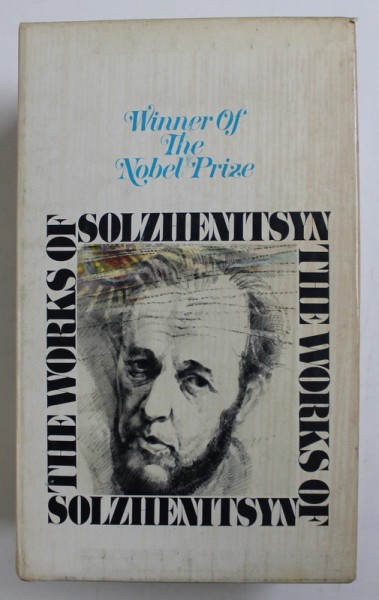 Winner Of
The
Nobel Prize
THE WORKS OF
SOLZHENITSYN
THE WORKS OF
SOLZHENITSYN